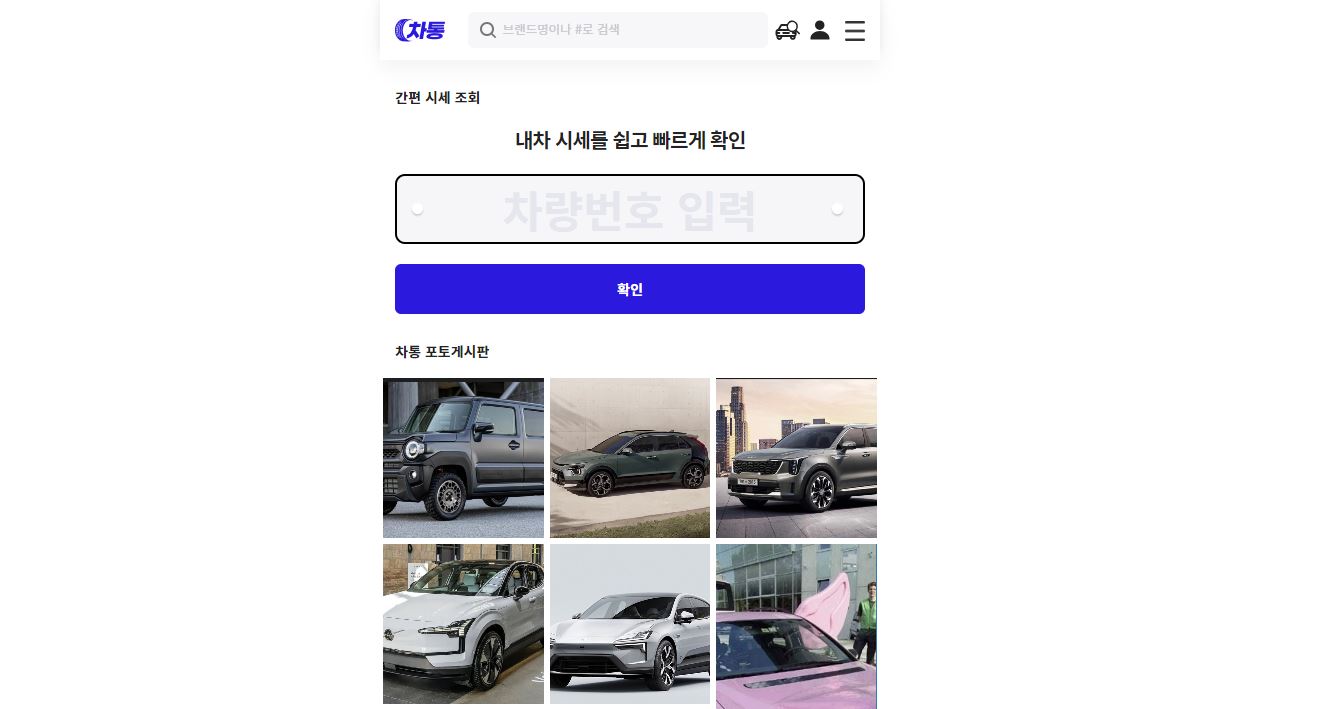 차통
브랜드명이나 #로 검색
간편 시세 조회
내차 시세를 쉽고 빠르게 확인
차량번호 입력
확인
차통 포토게시판